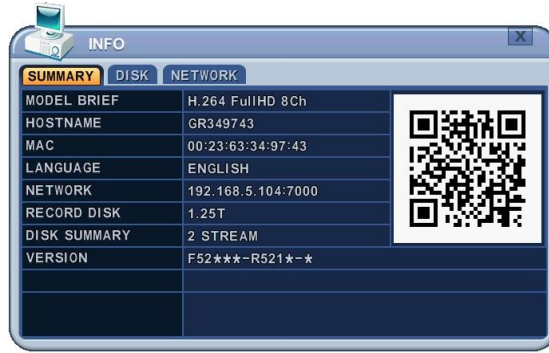 INFO
X
SUMMARY DISK NETWORK
MODEL BRIEF H.264 FullHD 8Ch
HOSTNAME GR349743
MAC 00:23:63:34:97:43
LANGUAGE ENGLISH
NETWORK 192.168.5.104:7000
RECORD DISK 1.25T
DISK SUMMARY 2 STREAM
VERSION F52***-R521*-*